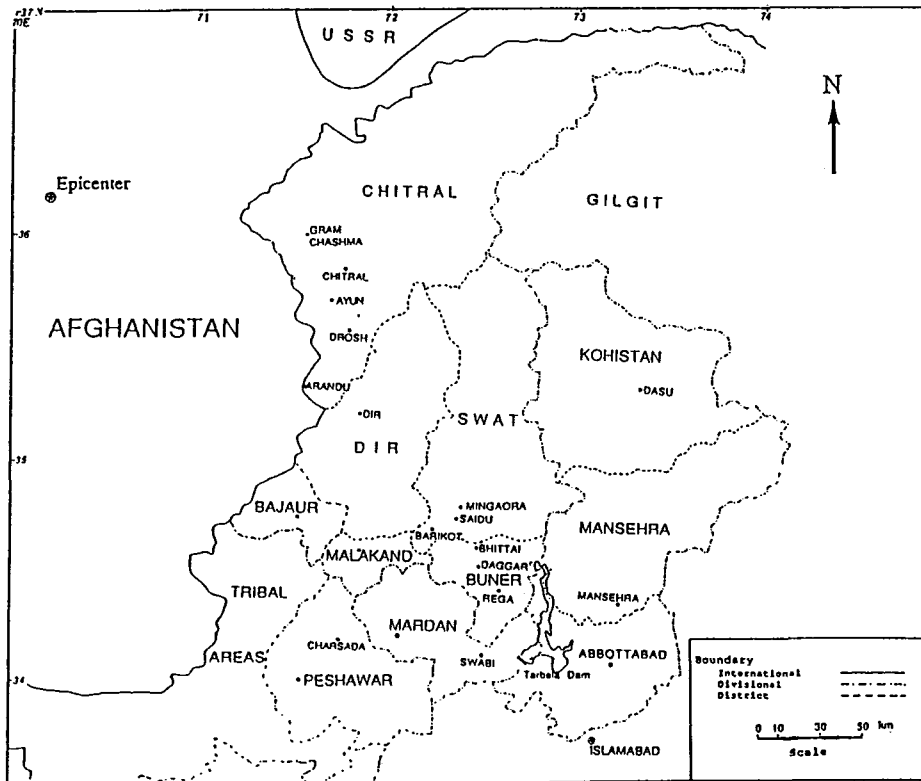 37 N
70E
71
72
73
74
USSR
N
Epicenter
CHITRAL
GILGIT
36
GRAM
CHASHMA
CHITRAL
AYUN
AFGHANISTAN
DROSH
KOHISTAN
ARANDU
DASU
DIR
SWAT
DIR
35
MINGAORA
BAJAUR
SAIDU
MANSEHRA
BARIKOT
BHITTAI
MALAKAND
DAGGAR
BUNER
TRIBAL
REGA
MANSEHRA
MARDAN
CHARSADA
AREAS
SWABI
ABBOTTABAD
Tarbela Dam
PESHAWAR
34
Boundary
International
Divisional
District
0 10 30 50 km
Scale
ISLAMABAD